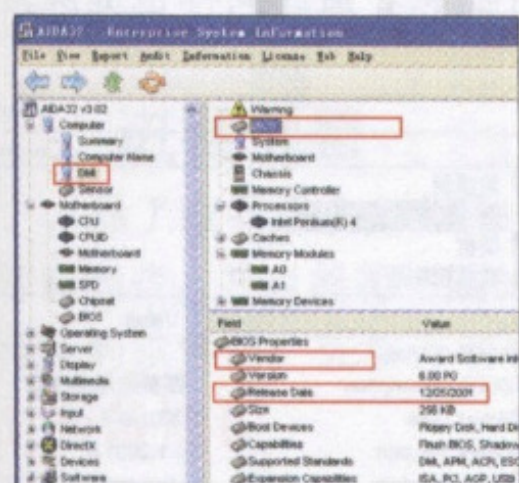 AIDA32 - Enterprise System Information
File View Report Audit Information License Web Help
AIDA32 v3.02
Computer
Summary
Computer Name
DMI
Sensor
Motherboard
CPU
CPUID
Motherboard
Memory
SPD
Chipset
BIOS
Operating System
Server
Display
Multimedia
Storage
Input
Network
DirectX
Devices
Software
Warning
BIOS
System
Motherboard
Chassis
Memory Controller
Processors
Intel Pentium(R) 4
Caches
Memory Modules
A0
A1
Memory Devices
Field Value
BIOS Properties
Vendor Award Software Int
Version 6.00 PG
Release Date 12/05/2001
Size 256 KB
Boot Devices Floppy Disk, Hard Di
Capabilities Flash BIOS, Shadow
Supported Standards DMI, APM, ACPI, ESC
Expansion Capabilities ISA, PCI, AGP, USB